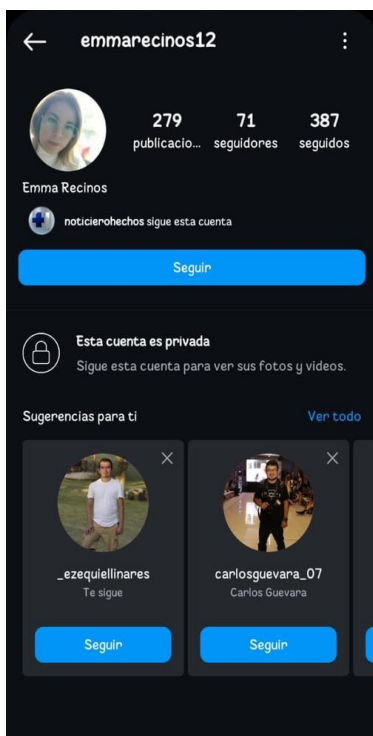 emmarecinos12
279 71 387
publicacio... seguidores seguidos
Emma Recinos
noticierohechos sigue esta cuenta
Seguir
Esta cuenta es privada
Sigue esta cuenta para ver sus fotos y videos.
Sugerencias para ti Ver todo
_ezequiellinares carlosguevara_07
Te sigue Carlos Guevara
Seguir Seguir